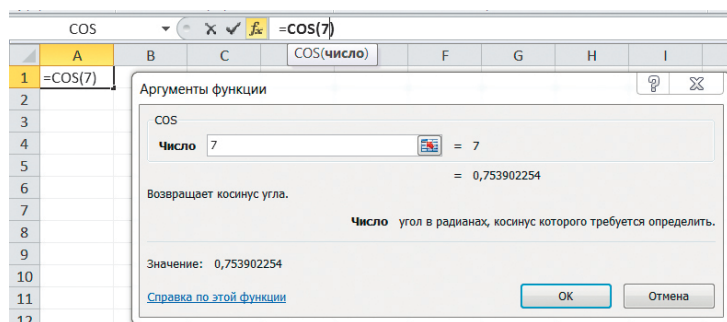 COS =COS(7)
A B C COS(число) F G H I
1 =COS(7) Аргументы функции
2
3 COS
4 Число 7 = 7
5 = 0,753902254
6 Возвращает косинус угла.
7 Число угол в радианах, косинус которого требуется определить.
8
9 Значение: 0,753902254
10
11 Справка по этой функции ОК Отмена
12